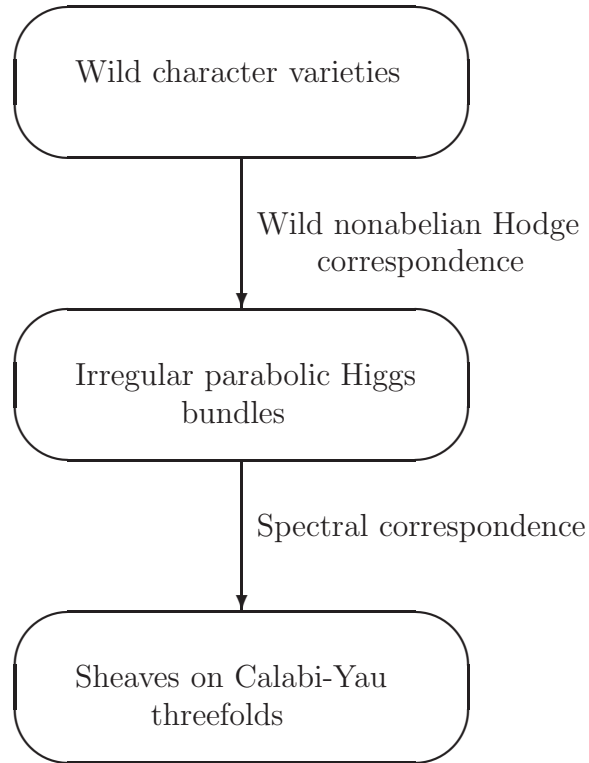 Wild character varieties
Wild nonabelian Hodge
correspondence
Irregular parabolic Higgs
bundles
Spectral correspondence
Sheaves on Calabi-Yau
threefolds